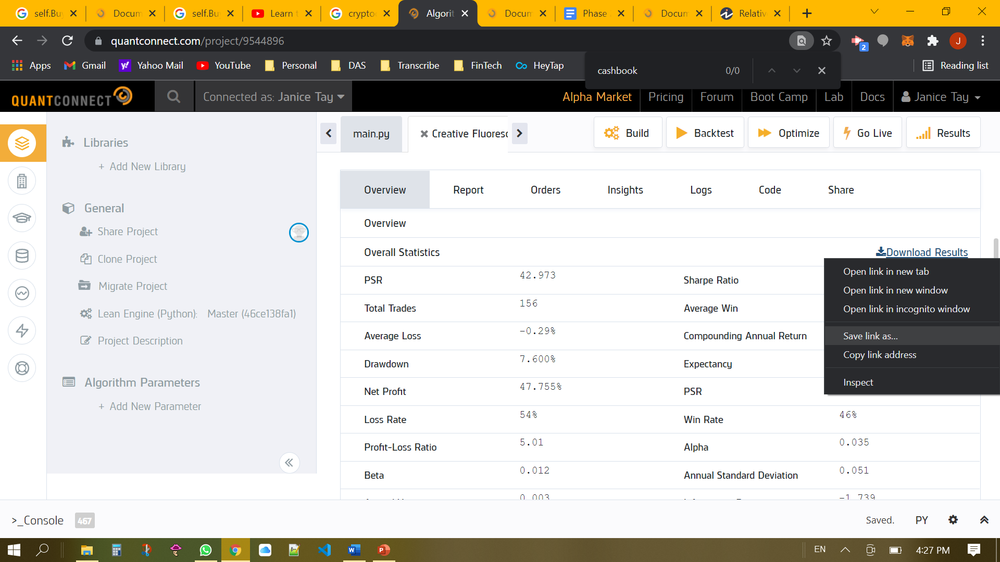 self.Bu
Docum
self.Bu
Learn t
crypto
Algorit
Docum
Phase
Docum
Relativ
quantconnect.com/project/9544896
2
J
Apps
Gmail
Yahoo Mail
YouTube
Personal
DAS
Transcribe
FinTech
HeyTap
cashbook
0/0
Reading list
QUANTCONNECT
Connected as: Janice Tay
Alpha Market
Pricing
Forum
Boot Camp
Lab
Docs
Janice Tay
Libraries
+ Add New Library
General
Share Project
Clone Project
Migrate Project
Lean Engine (Python): Master (46ce138fa1)
Project Description
Algorithm Parameters
+ Add New Parameter
main.py
Creative Fluoresc
Build
Backtest
Optimize
Go Live
Results
Overview
Report
Orders
Insights
Logs
Code
Share
Overview
Overall Statistics
Download Results
PSR 42.973 Sharpe Ratio
Total Trades 156 Average Win
Average Loss -0.29% Compounding Annual Return
Drawdown 7.600% Expectancy
Net Profit 47.755% PSR
Loss Rate 54% Win Rate 46%
Profit-Loss Ratio 5.01 Alpha 0.035
Beta 0.012 Annual Standard Deviation 0.051
0.003 -1.739
Open link in new tab
Open link in new window
Open link in incognito window
Save link as...
Copy link address
Inspect
>_Console 467
Saved.
PY
EN
4:27 PM